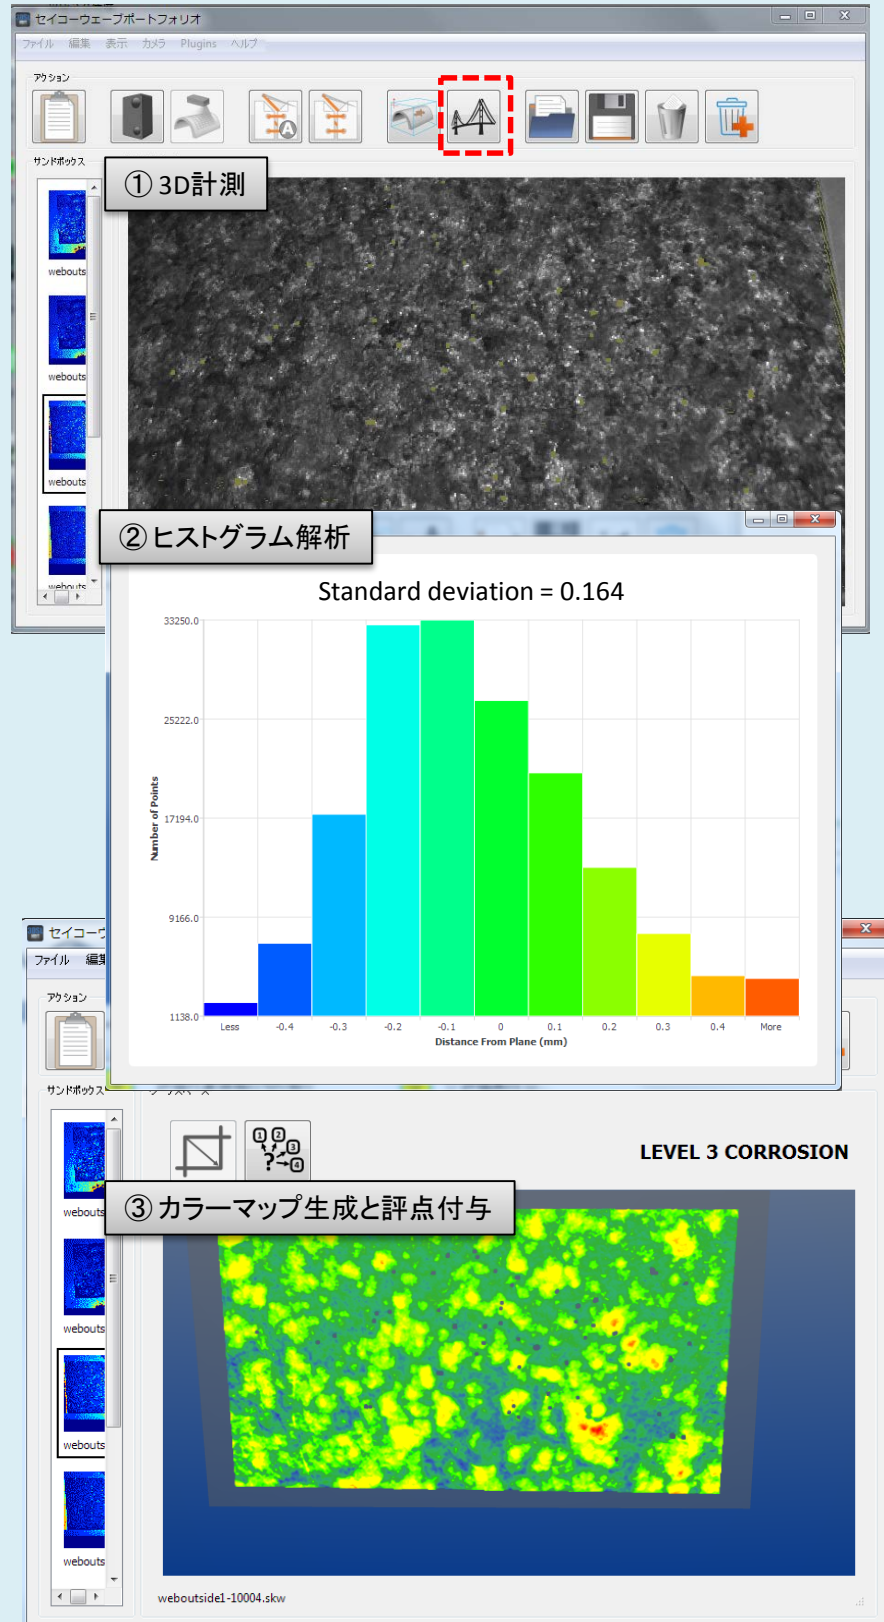 セイコーウェーブポートフォリオ
ファイル 編集 表示 カメラ Plugins ヘルプ
アクション
サンドボックス
① 3D計測
webouts
webouts
webouts
webouts
② ヒストグラム解析
Standard deviation = 0.164
33250.0
25222.0
17194.0
9166.0
1138.0
Number of Points
Less -0.4 -0.3 -0.2 -0.1 0 0.1 0.2 0.3 0.4 More
Distance From Plane (mm)
セイコーウ
ファイル 編集
アクション
サンドボックス
LEVEL 3 CORROSION
③ カラーマップ生成と評点付与
webouts
webouts
webouts
webouts
weboutside1-10004.skw